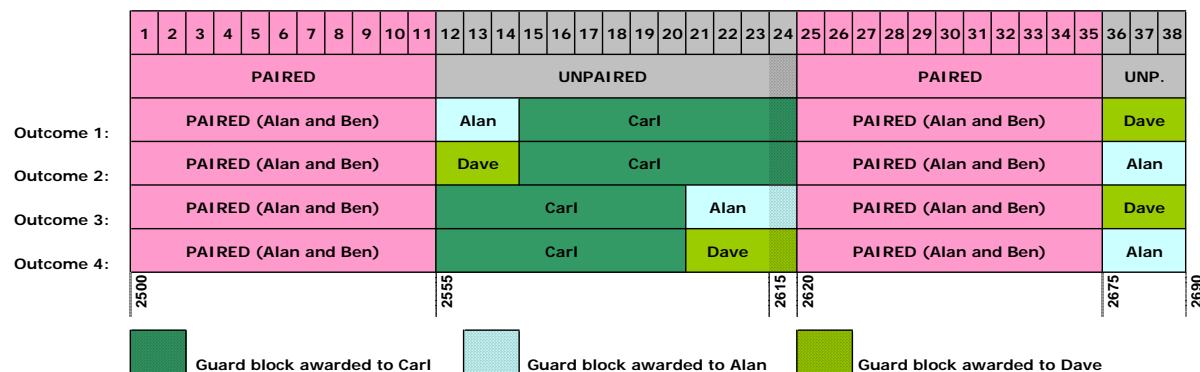 1 2 3 4 5 6 7 8 9 10 11 12 13 14 15 16 17 18 19 20 21 22 23 24 25 26 27 28 29 30 31 32 33 34 35 36 37 38
PAIRED UNPAIRED PAIRED UNP.
Outcome 1: PAIRED (Alan and Ben) Alan Carl PAIRED (Alan and Ben) Dave
Outcome 2: PAIRED (Alan and Ben) Dave Carl PAIRED (Alan and Ben) Alan
Outcome 3: PAIRED (Alan and Ben) Carl Alan PAIRED (Alan and Ben) Dave
Outcome 4: PAIRED (Alan and Ben) Carl Dave PAIRED (Alan and Ben) Alan
2500 2555 2615 2620 2675 2690
Guard block awarded to Carl Guard block awarded to Alan Guard block awarded to Dave